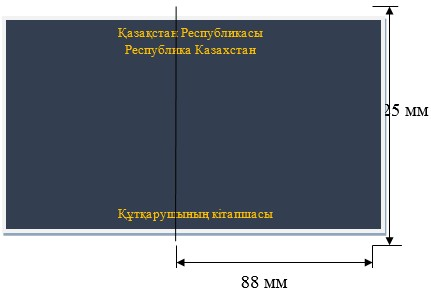 Қазақстан Республикасы
Республика Казахстан
25 мм
Құтқарушының кітапшасы
88 мм